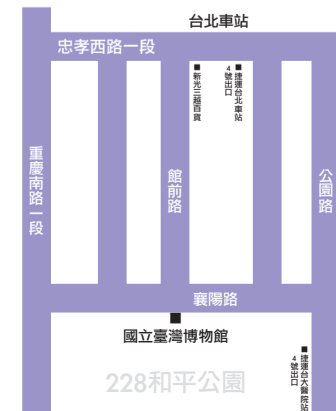 台北車站
忠孝西路一段
■新光三越百貨
■捷運台北車站
4號出口
重慶南路一段
館前路
公園路
襄陽路
國立臺灣博物館
228和平公園
■捷運台大醫院站
4號出口